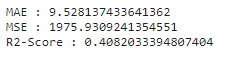 MAE : 9.528137433641362
MSE : 1975.9309241354551
R2-Score : 0.4082033394807404